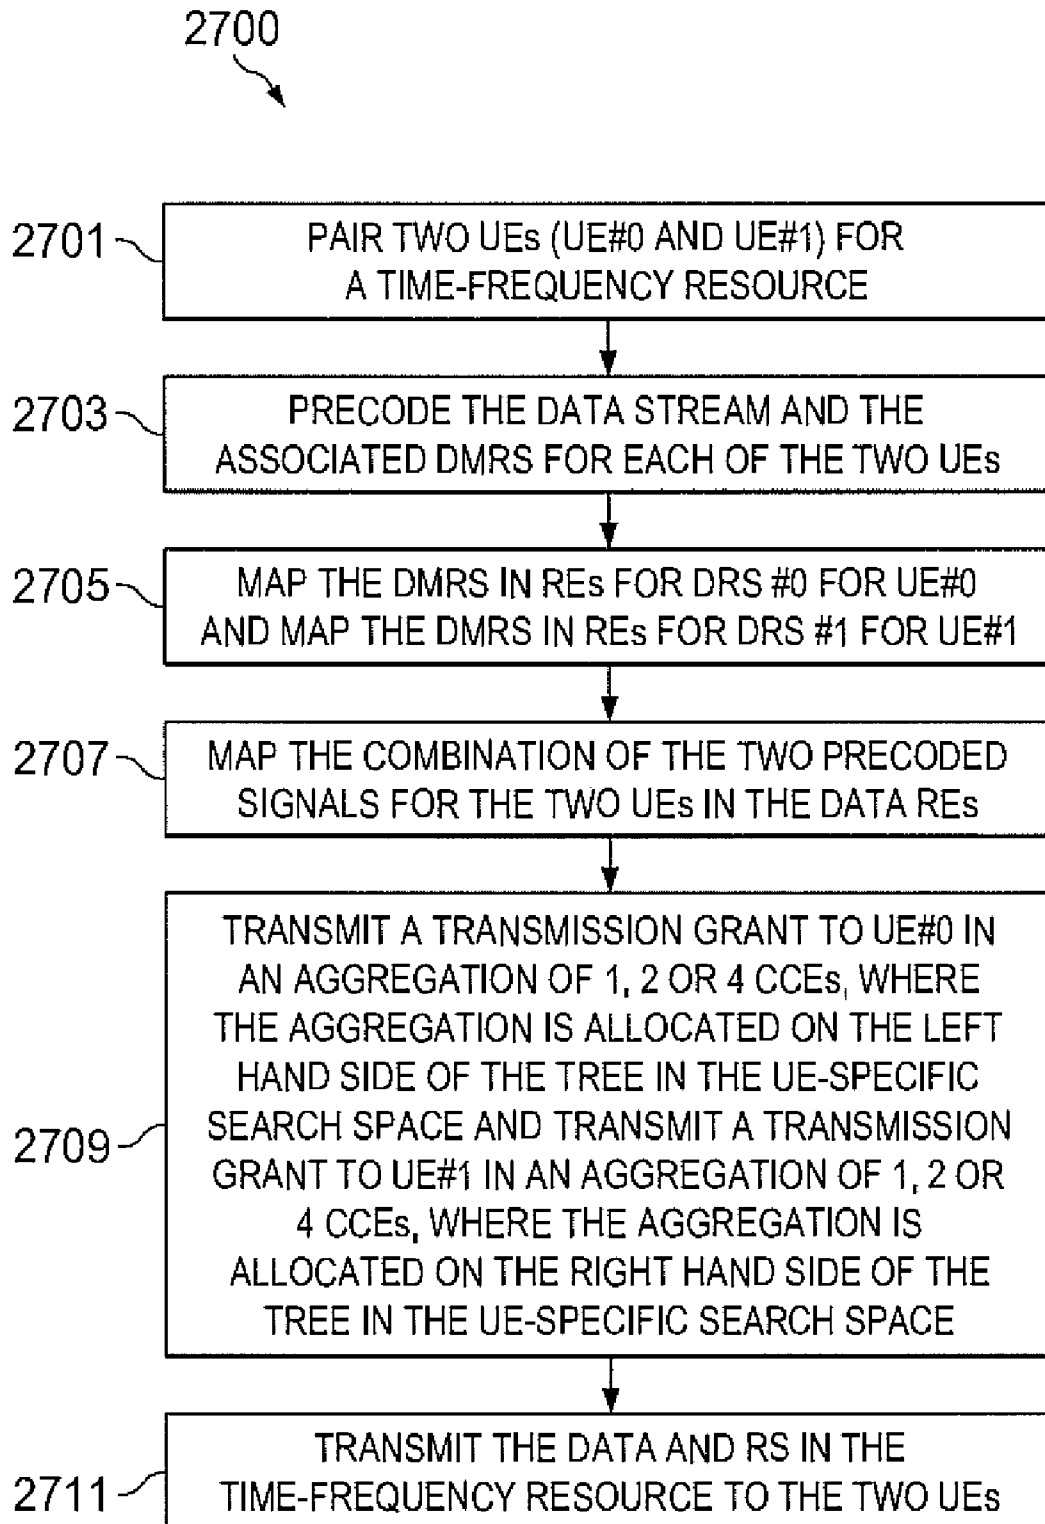 2700
2701
PAIR TWO UEs (UE#0 AND UE#1) FOR
A TIME-FREQUENCY RESOURCE
2703
PRECODE THE DATA STREAM AND THE
ASSOCIATED DMRS FOR EACH OF THE TWO UEs
2705
MAP THE DMRS IN REs FOR DRS #0 FOR UE#0
AND MAP THE DMRS IN REs FOR DRS #1 FOR UE#1
2707
MAP THE COMBINATION OF THE TWO PRECODED
SIGNALS FOR THE TWO UEs IN THE DATA REs
2709
TRANSMIT A TRANSMISSION GRANT TO UE#0 IN
AN AGGREGATION OF 1, 2 OR 4 CCEs, WHERE
THE AGGREGATION IS ALLOCATED ON THE LEFT
HAND SIDE OF THE TREE IN THE UE-SPECIFIC
SEARCH SPACE AND TRANSMIT A TRANSMISSION
GRANT TO UE#1 IN AN AGGREGATION OF 1, 2 OR
4 CCEs, WHERE THE AGGREGATION IS
ALLOCATED ON THE RIGHT HAND SIDE OF THE
TREE IN THE UE-SPECIFIC SEARCH SPACE
2711
TRANSMIT THE DATA AND RS IN THE
TIME-FREQUENCY RESOURCE TO THE TWO UEs